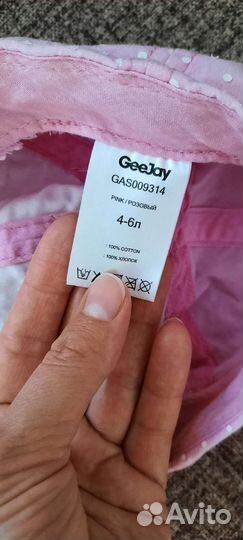 GeeJay
GAS009314
PINK / РОЗОВЫЙ
4-6л
: 100% COTTON
: 100% ХЛОПОК
Avito